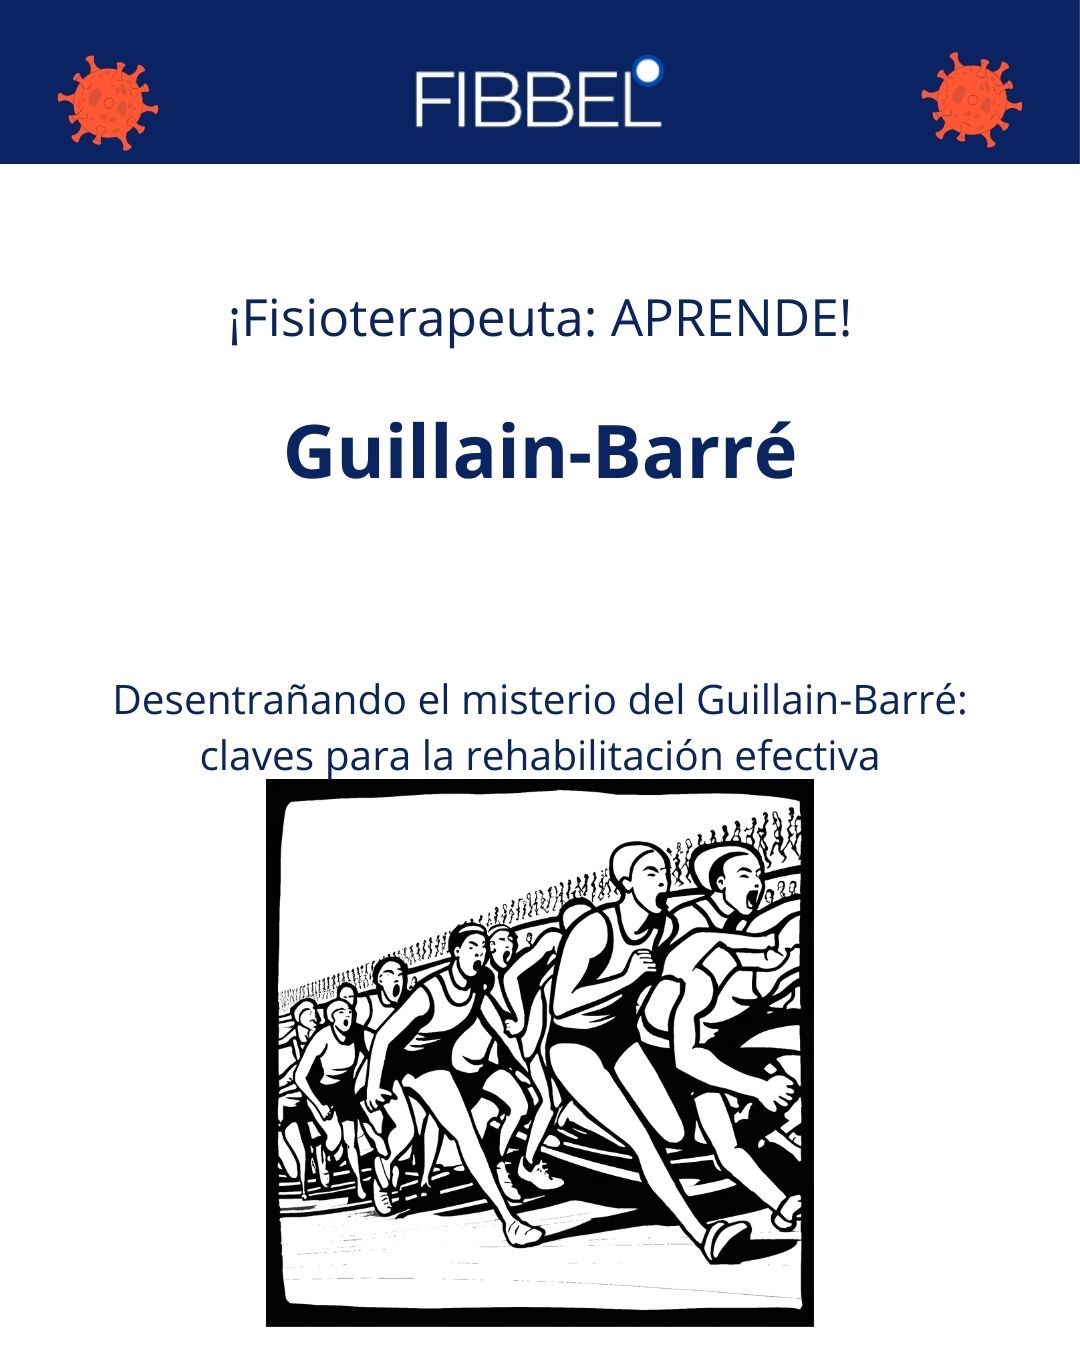 FIBBEL
¡Fisioterapeuta: APRENDE!
Guillain-Barré
Desentrañando el misterio del Guillain-Barré:
claves para la rehabilitación efectiva